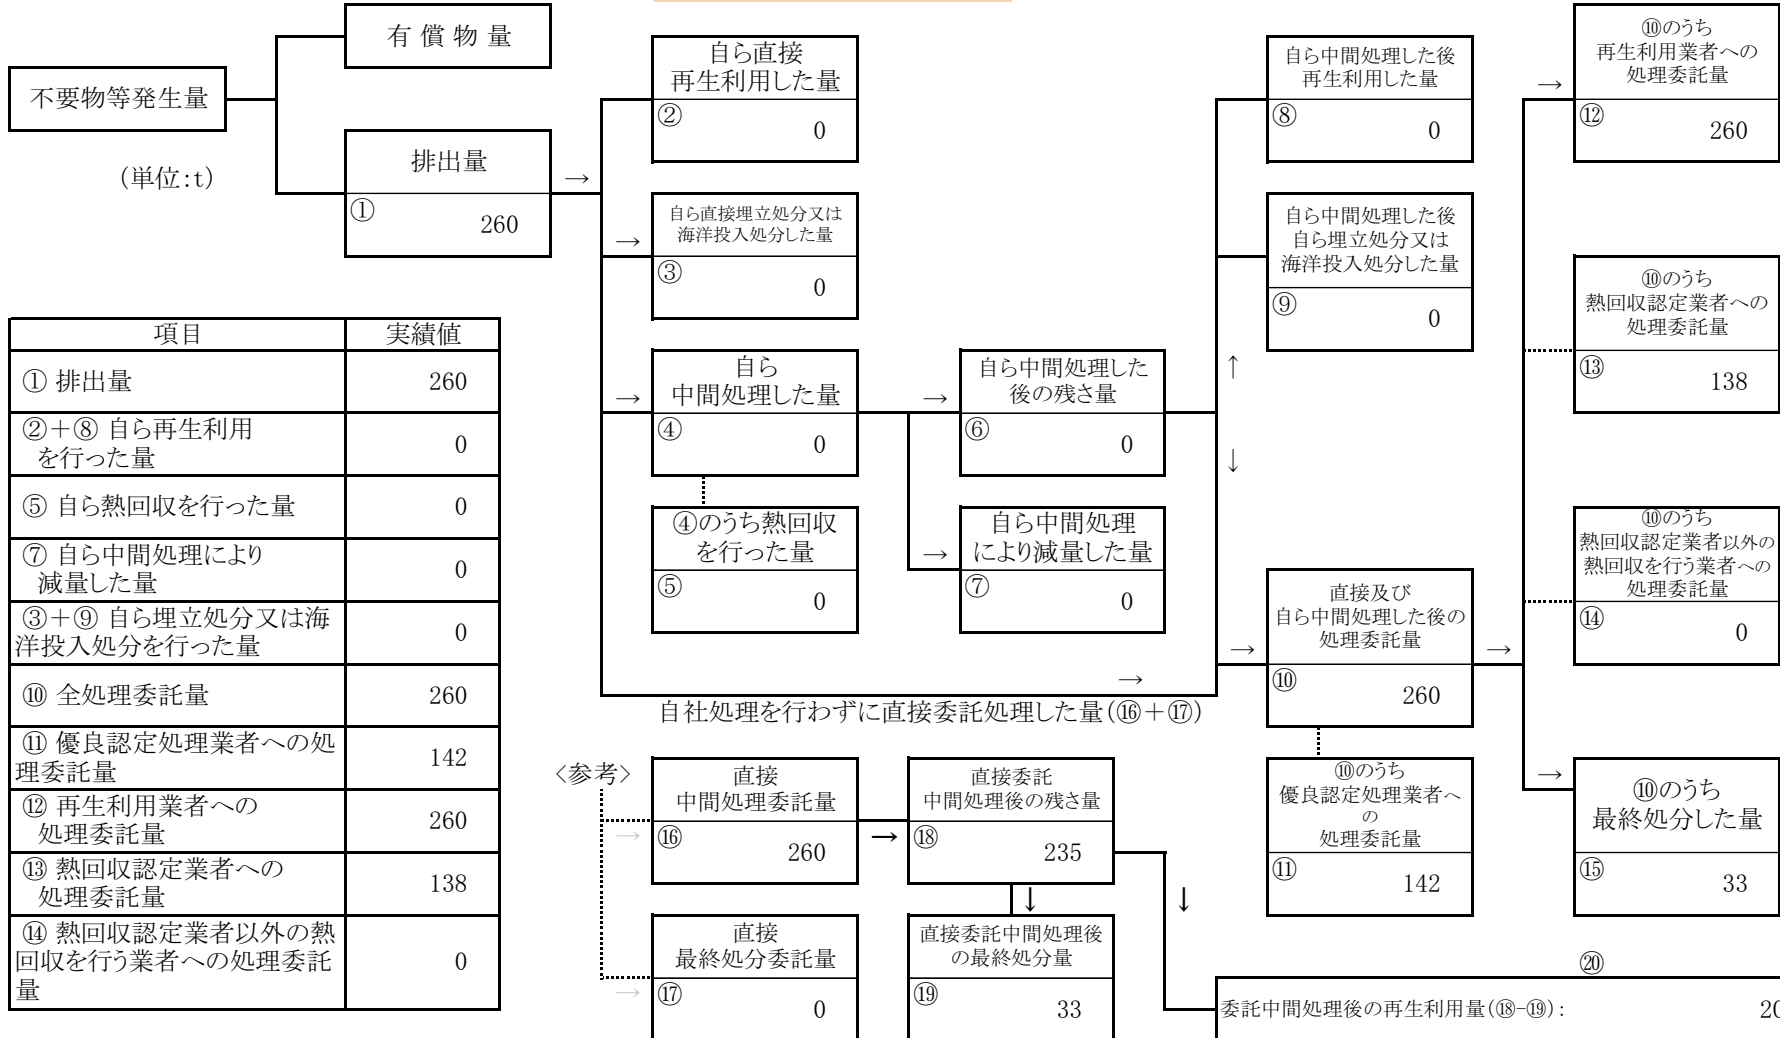 不要物等発生量
(単位:t)
有 償 物 量
排出量
① 260
→
自ら直接
再生利用した量
② 0
→
自ら直接埋立処分又は
海洋投入処分した量
③ 0
→
自ら
中間処理した量
④ 0
④のうち熱回収
を行った量
⑤ 0
→
自ら中間処理した
後の残さ量
⑥ 0
→
自ら中間処理
により減量した量
⑦ 0
↑
↓
自ら中間処理した後
再生利用した量
⑧ 0
自ら中間処理した後
自ら埋立処分又は
海洋投入処分した量
⑨ 0
→
自社処理を行わずに直接委託処理した量(⑯+⑰)
→
直接及び
自ら中間処理した後の
処理委託量
⑩ 260
⑩のうち
優良認定処理業者へ
の
処理委託量
⑪ 142
→
→
⑩のうち
再生利用業者への
処理委託量
⑫ 260
⑩のうち
熱回収認定業者への
処理委託量
⑬ 138
⑩のうち
熱回収認定業者以外の
熱回収を行う業者への
処理委託量
⑭ 0
→
⑩のうち
最終処分した量
⑮ 33
項目 実績値
① 排出量 260
②+⑧ 自ら再生利用
を行った量 0
⑤ 自ら熱回収を行った量 0
⑦ 自ら中間処理により
減量した量 0
③+⑨ 自ら埋立処分又は海
洋投入処分を行った量 0
⑩ 全処理委託量 260
⑪ 優良認定処理業者への処
理委託量 142
⑫ 再生利用業者への
処理委託量 260
⑬ 熱回収認定業者への
処理委託量 138
⑭ 熱回収認定業者以外の熱
回収を行う業者への処理委託
量 0
〈参考〉
→
直接
中間処理委託量
⑯ 260
→
直接
最終処分委託量
⑰ 0
→
直接委託
中間処理後の残さ量
⑱ 235
↓
直接委託中間処理後
の最終処分量
⑲ 33
↓
⑳
委託中間処理後の再生利用量(⑱-⑲):